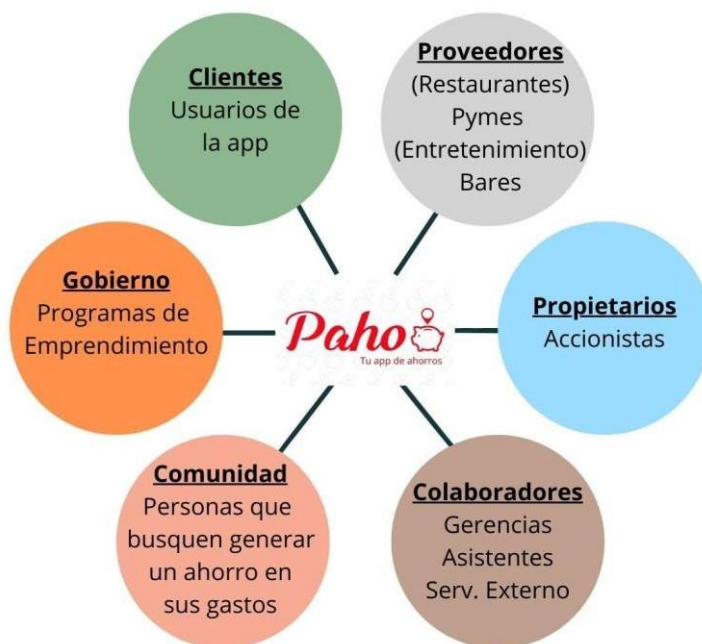 Clientes
Usuarios de
la app
Proveedores
(Restaurantes)
Pymes
(Entretenimiento)
Bares
Gobierno
Programas de
Emprendimiento
Paho
Tu app de ahorros
Propietarios
Accionistas
Comunidad
Personas que
busquen generar
un ahorro en
sus gastos
Colaboradores
Gerencias
Asistentes
Serv. Externo